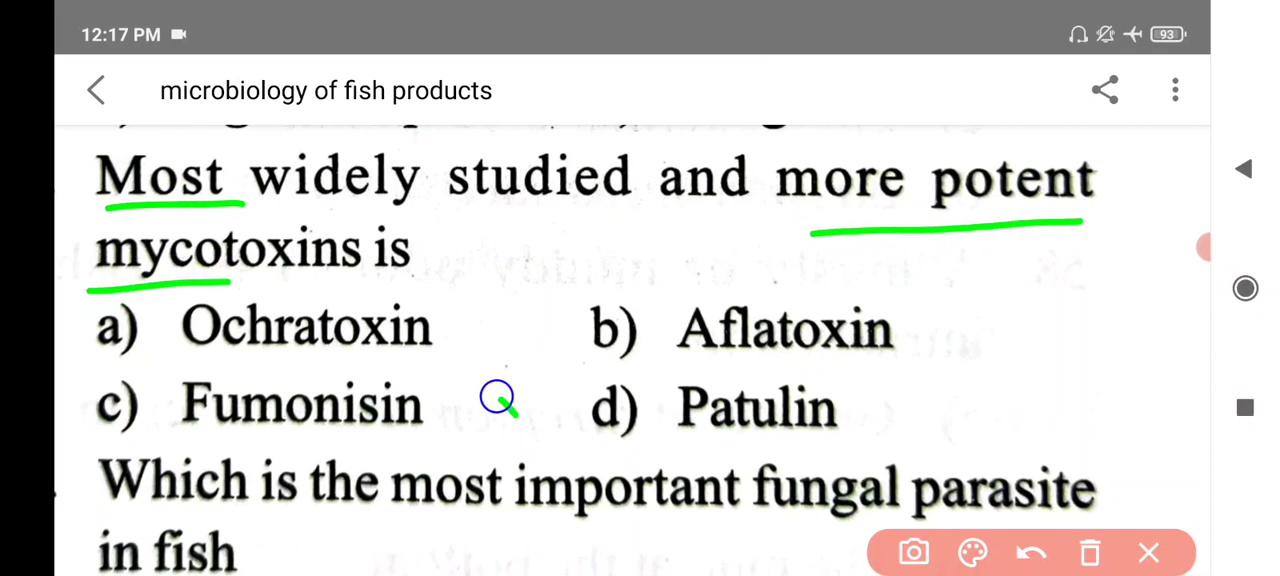 12:17 PM
93
microbiology of fish products
Most widely studied and more potent
mycotoxins is
a) Ochratoxin b) Aflatoxin
c) Fumonisin d) Patulin
Which is the most important fungal parasite
in fish